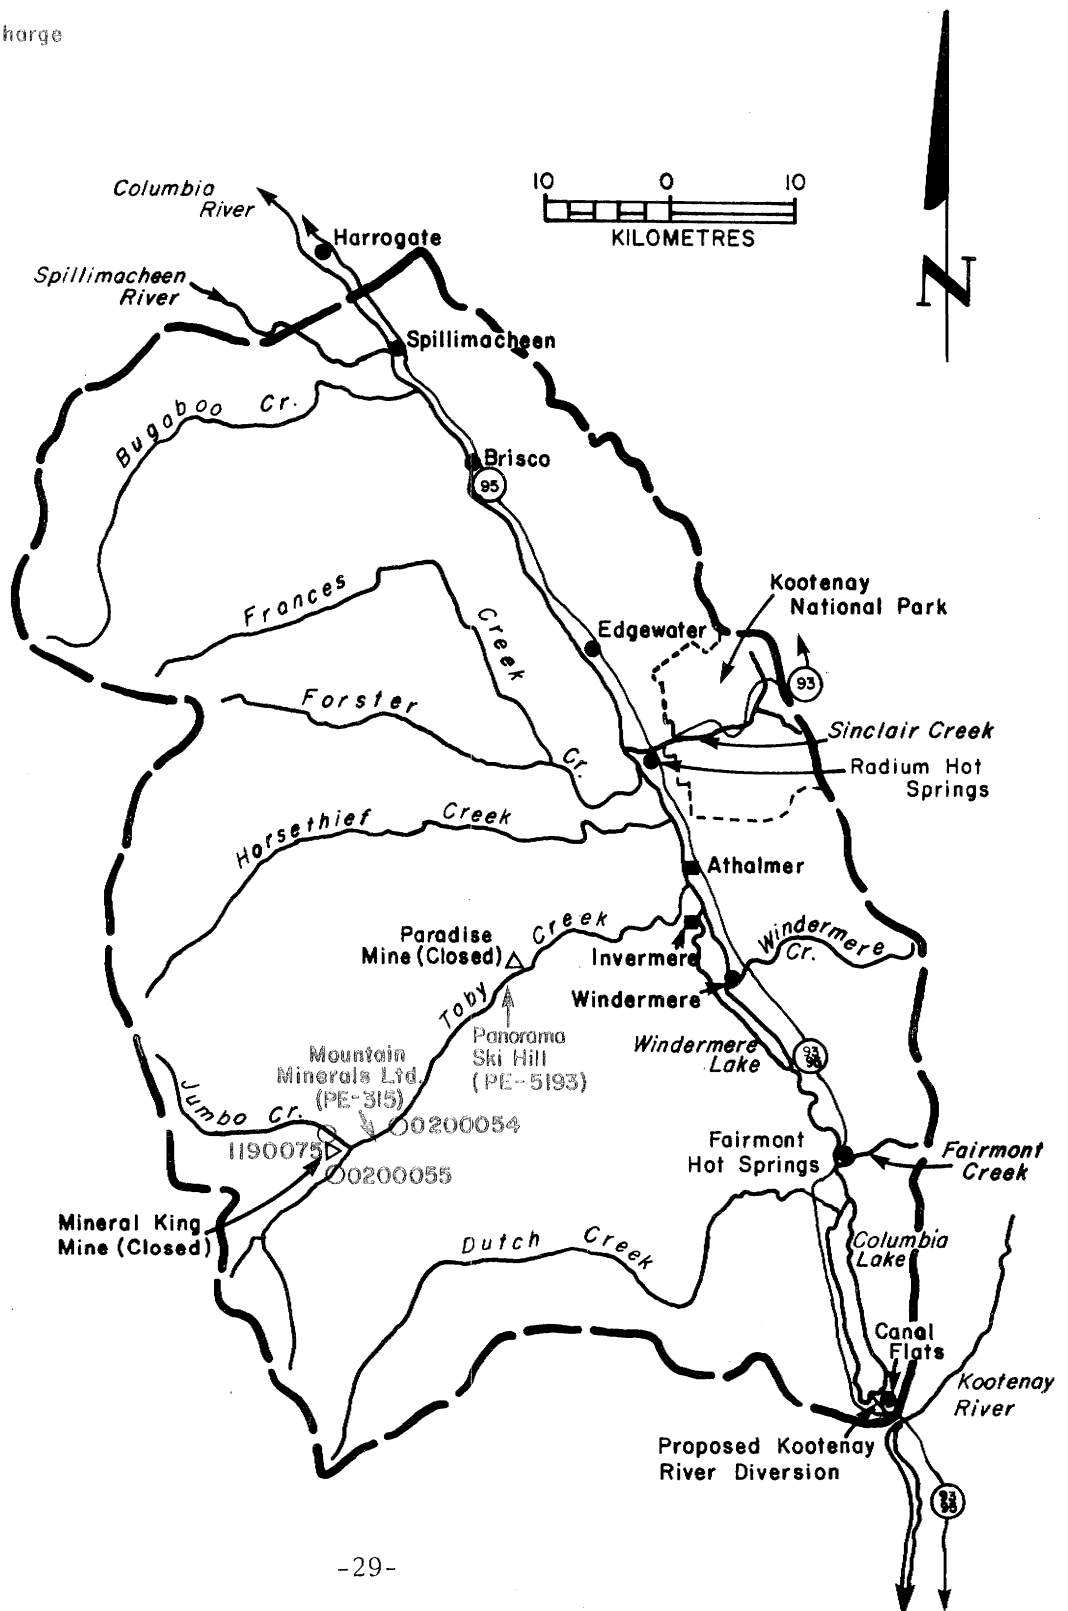 harge
10 0 10
KILOMETRES
N
Columbia
River
Harrogate
Spillimacheen
River
Spillimacheen
Bugaboo Cr.
Brisco
95
Kootenay
National Park
Frances Creek
Edgewater
93
Forster Cr.
Sinclair Creek
Radium Hot
Springs
Horsethief Creek
Athalmer
Paradise
Mine (Closed)
Toby Creek
Invermere
Windermere
Cr.
Windermere
Windermere
Lake
93
95
Panorama
Ski Hill
(PE-5193)
Mountain
Minerals Ltd.
(PE-315)
Jumbo Cr.
0200054
1190075
0200055
Fairmont
Hot Springs
Fairmont
Creek
Mineral King
Mine (Closed)
Dutch Creek
Columbia
Lake
Canal
Flats
Kootenay
River
Proposed Kootenay
River Diversion
93
95
-29-